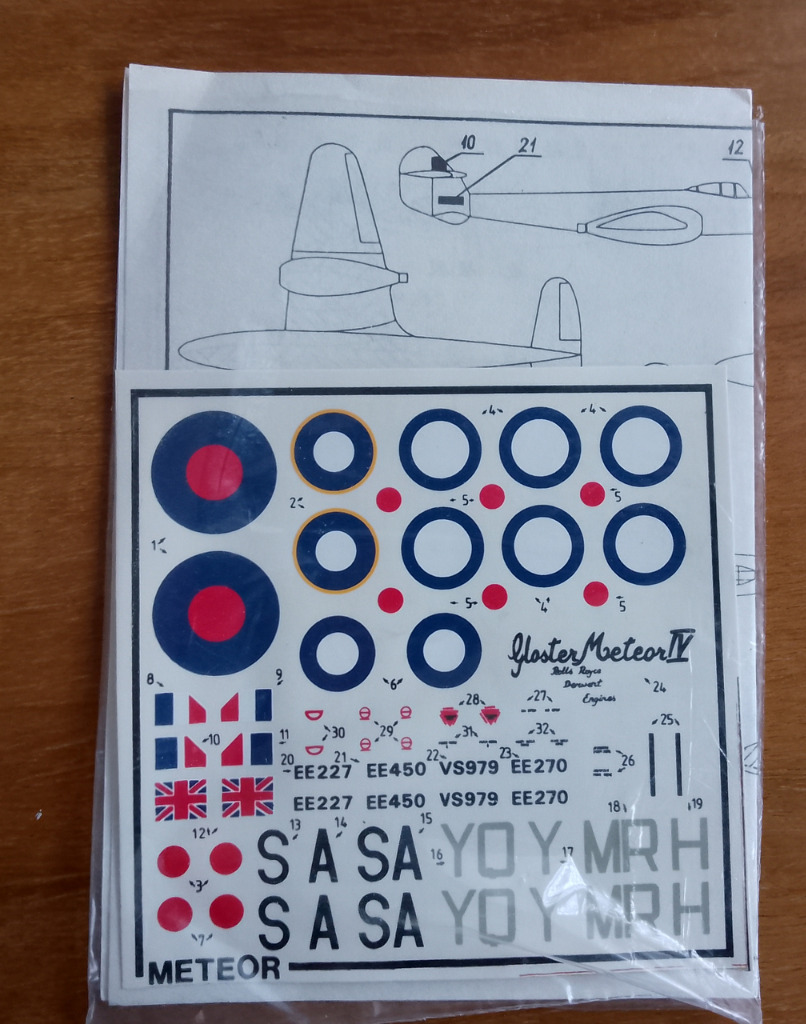 10 21 12
4 4
2 5 5
1
5 4 5
Gloster Meteor IV
Rolls Royce
Derwent
Engines
8 9 6 24
28 27
10 11 30 29 31 32 25
20 21 22 23 26
EE227 EE450 VS979 EE270
EE227 EE450 VS979 EE270
18 19
12 13 14 15 16 17
S A SA YQ Y MR H
3
S A SA YQ Y MR H
7
METEOR